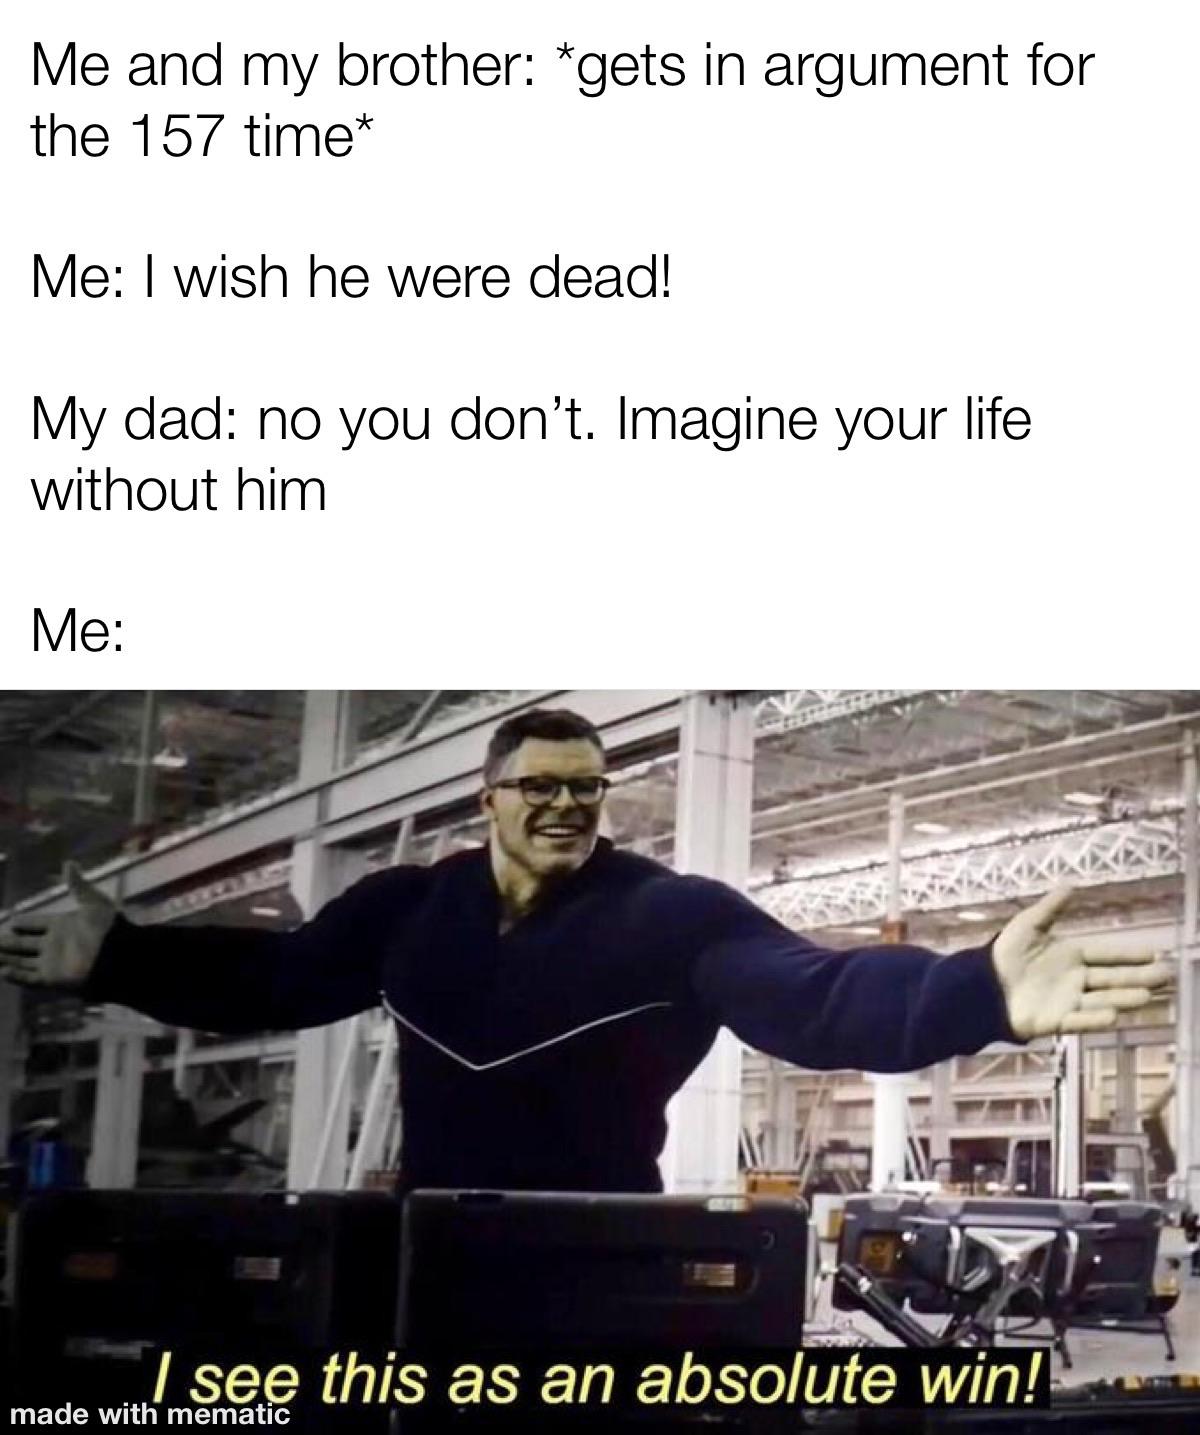 Me and my brother: *gets in argument for
the 157 time*
Me: I wish he were dead!
My dad: no you don’t. Imagine your life
without him
Me:
I see this as an absolute win!
made with mematic